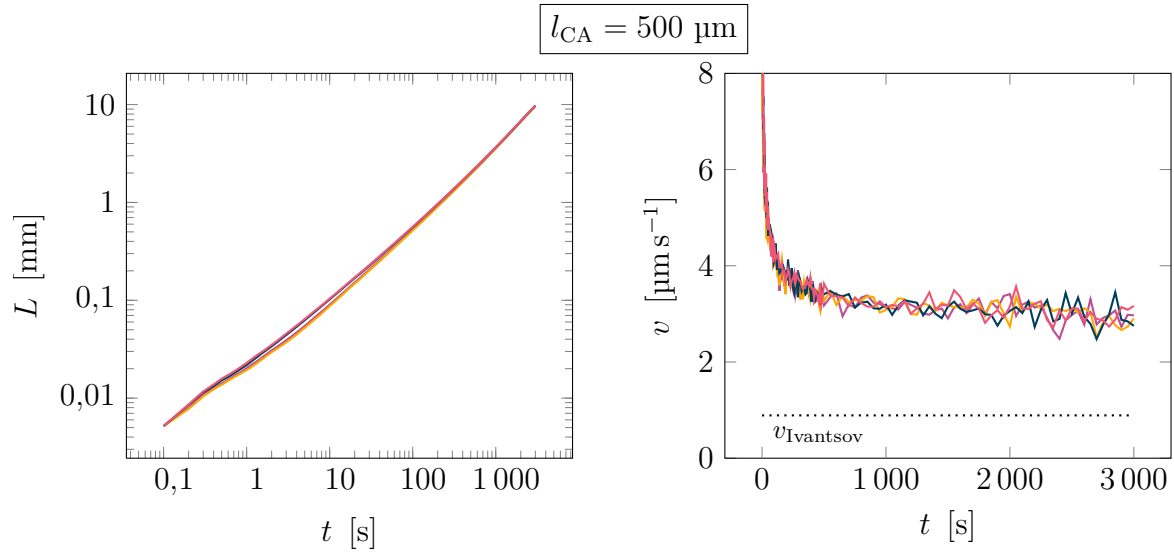 l_CA = 500 µm
L [mm]
10
1
0,1
0,01
0,1 1 10 100 1 000
t [s]
v [µm s⁻¹]
8
6
4
2
0
v_Ivantsov
0 1 000 2 000 3 000
t [s]